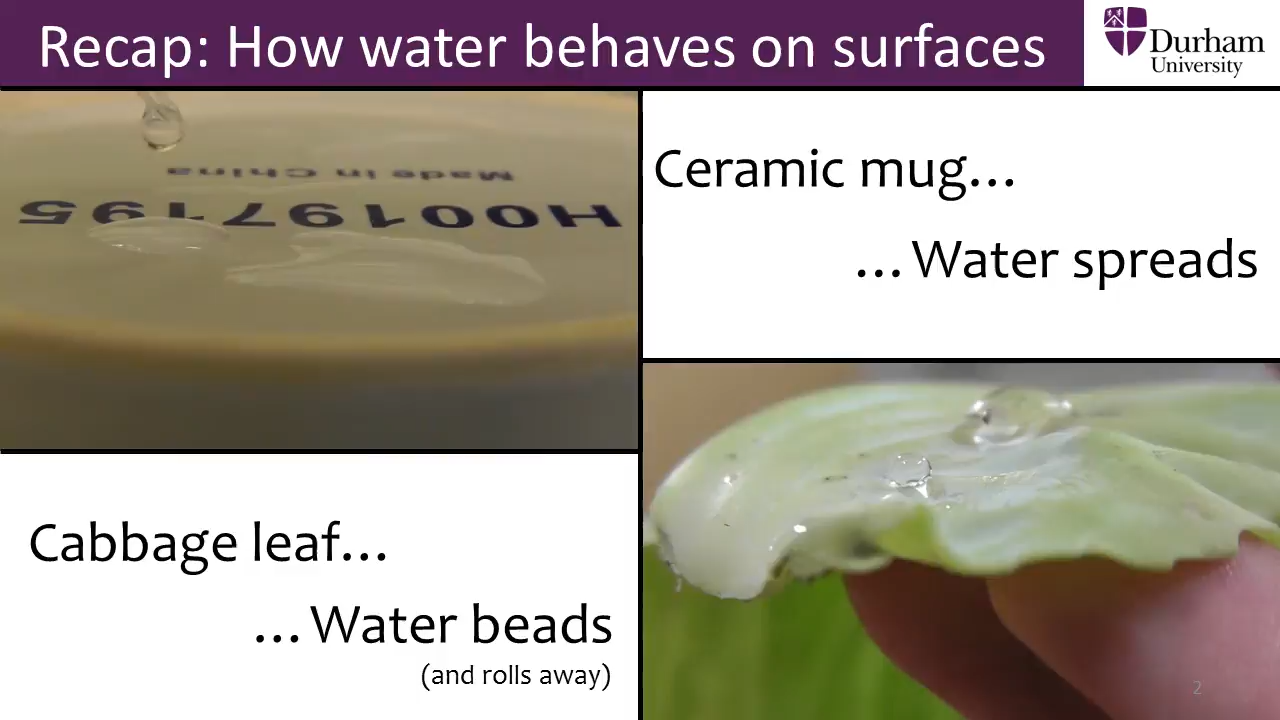 Recap: How water behaves on surfaces
Durham
University
Made in China
H00197195
Ceramic mug...
... Water spreads
Cabbage leaf...
... Water beads
(and rolls away)
2